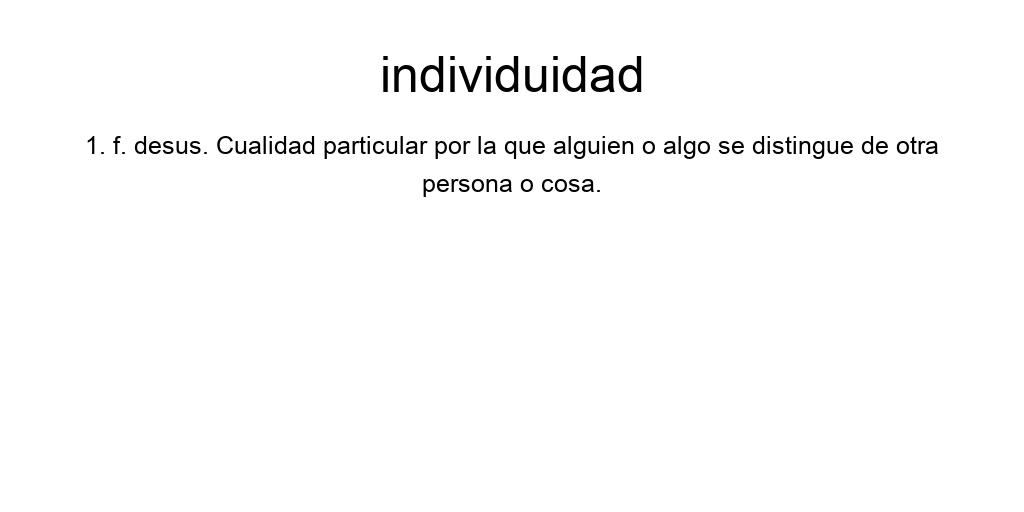 individuidad
1. f. desus. Cualidad particular por la que alguien o algo se distingue de otra
persona o cosa.